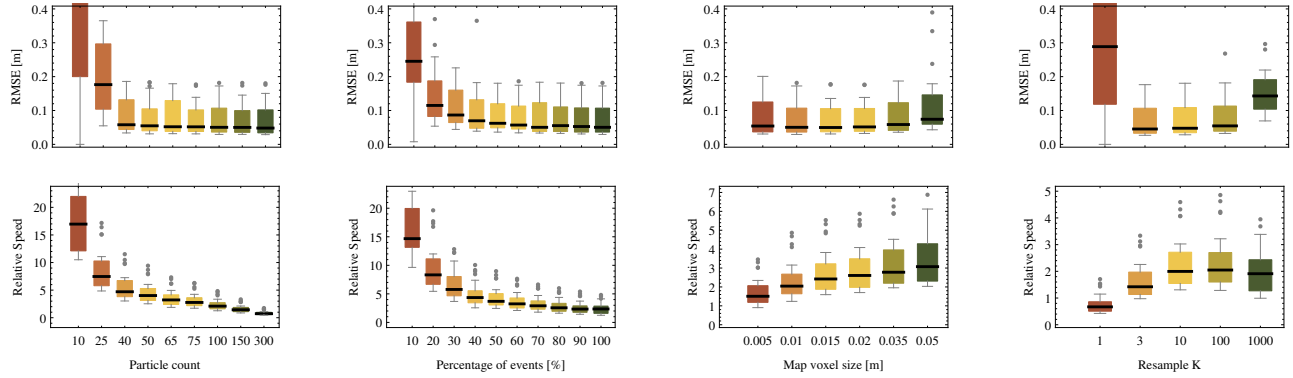 0.4 0.4 0.4 0.4
0.3 0.3 0.3 0.3
RMSE [m] RMSE [m] RMSE [m] RMSE [m]
0.2 0.2 0.2 0.2
0.1 0.1 0.1 0.1
0.0 0.0 0.0 0.0
Relative Speed
20
15
10
5
0
10 25 40 50 65 75 100 150 300
Particle count
Relative Speed
20
15
10
5
0
10 20 30 40 50 60 70 80 90 100
Percentage of events [%]
Relative Speed
7
6
5
4
3
2
1
0
0.005 0.01 0.015 0.02 0.035 0.05
Map voxel size [m]
Relative Speed
5
4
3
2
1
0
1 3 10 100 1000
Resample K